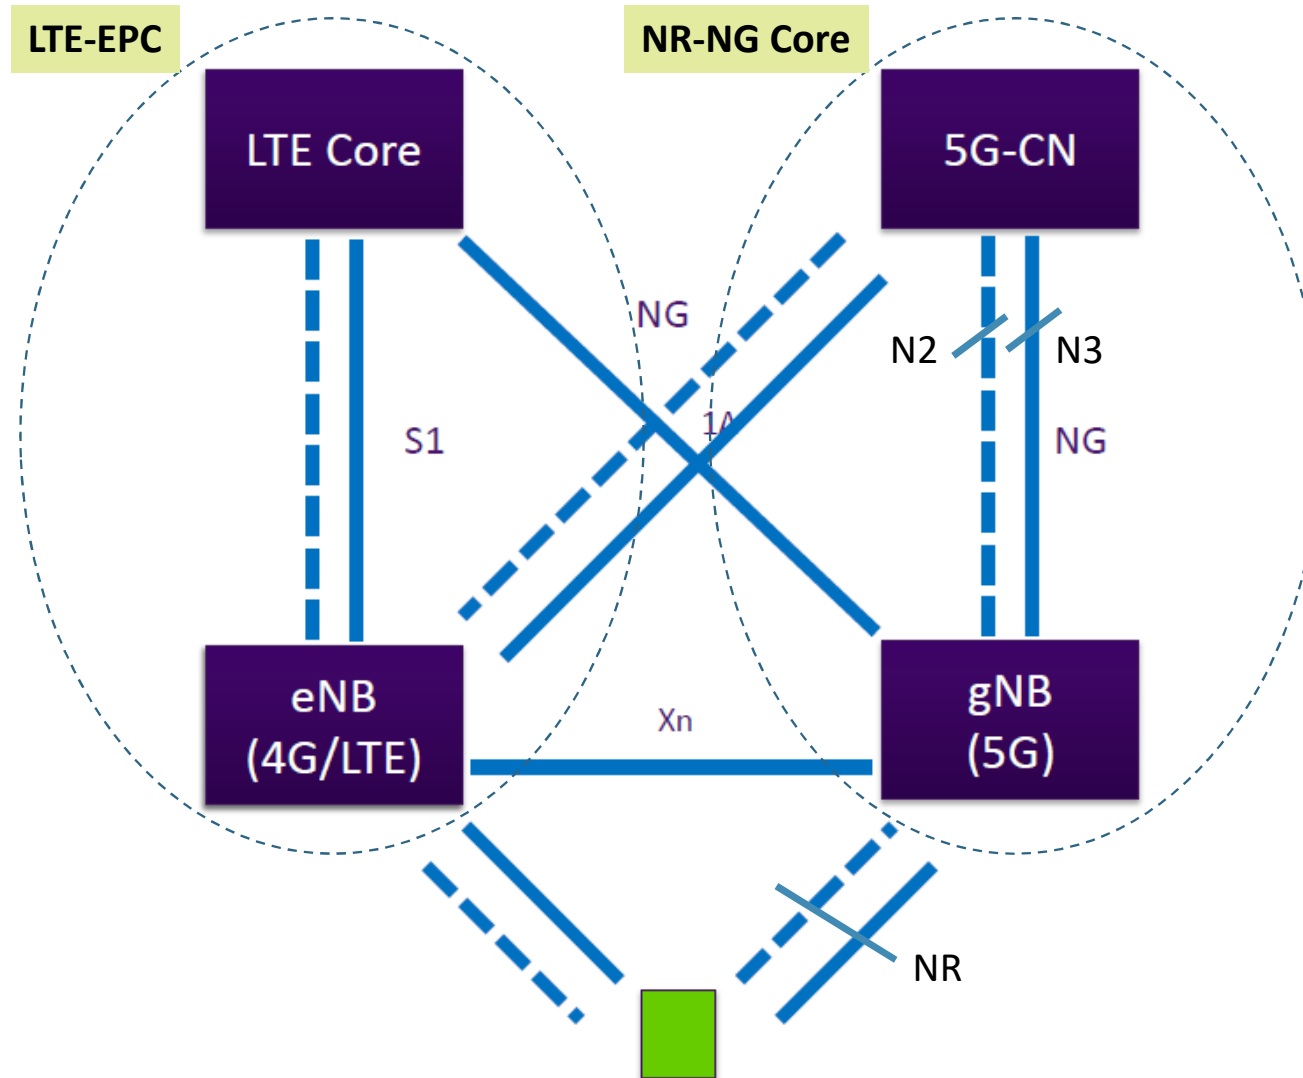 LTE-EPC
NR-NG Core
LTE Core
5G-CN
NG
N2
N3
S1
NG
eNB
(4G/LTE)
Xn
gNB
(5G)
NR